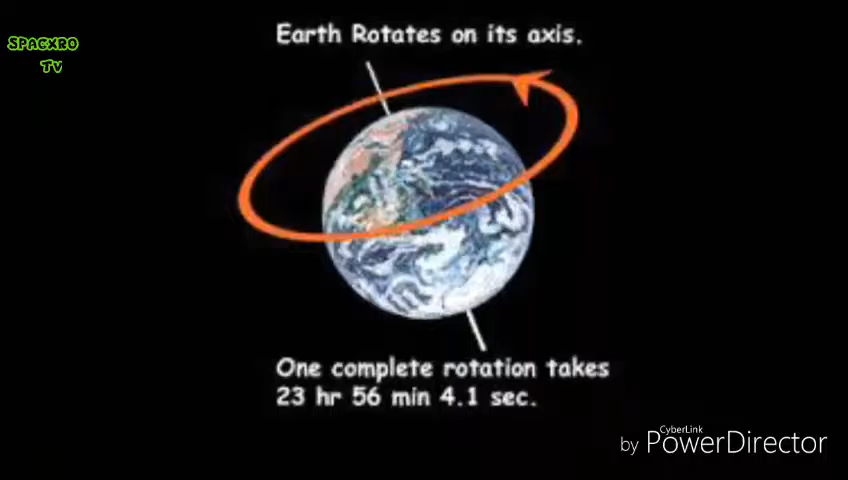 Earth Rotates on its axis.
SPACXBO
Tv
One complete rotation takes
23 hr 56 min 4.1 sec.
CyberLink
by PowerDirector